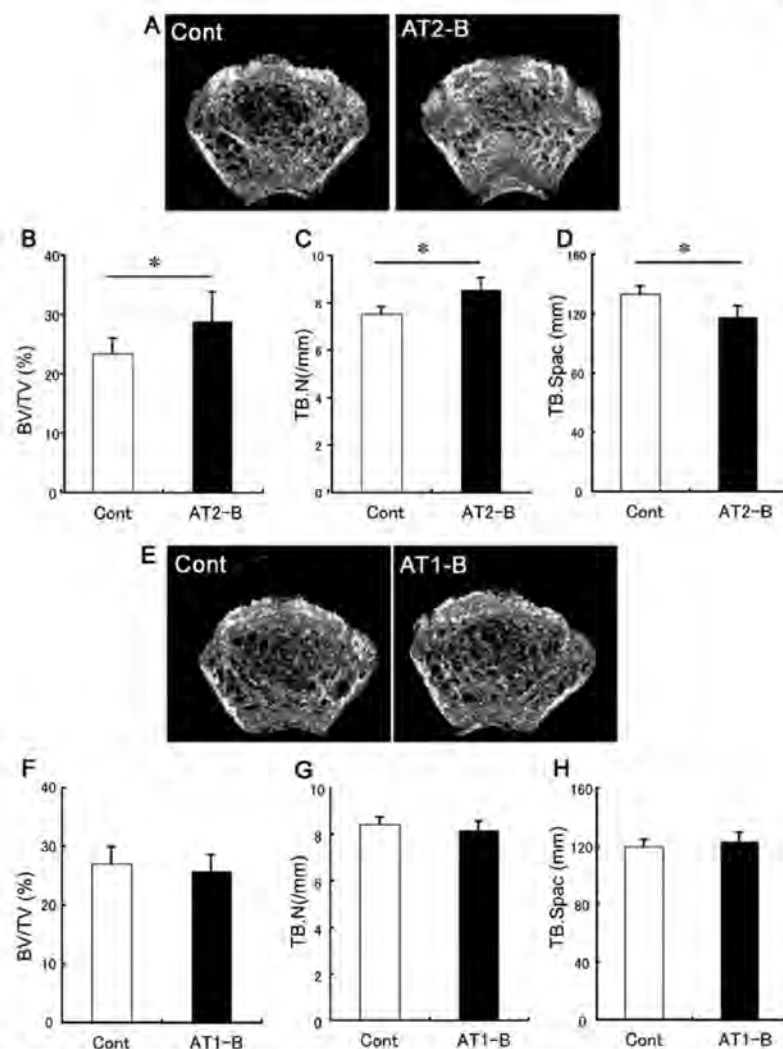 A Cont AT2-B
B C D
40 30 20 10 0
BV/TV (%)
*
Cont AT2-B
10 8 6 4 2 0
TB.N(/mm)
*
Cont AT2-B
160 120 80 40 0
TB.Spac (mm)
*
Cont AT2-B
E Cont AT1-B
F G H
40 30 20 10 0
BV/TV (%)
Cont AT1-B
10 8 6 4 2 0
TB.N(/mm)
Cont AT1-B
160 120 80 40 0
TB.Spac (mm)
Cont AT1-B